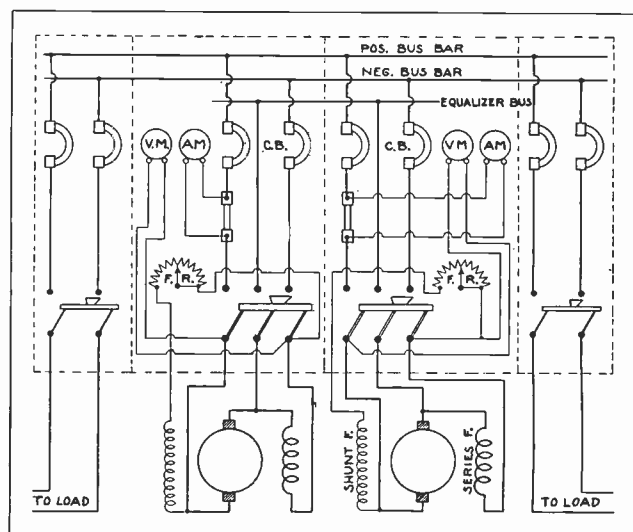 POS. BUS BAR
NEG. BUS BAR
EQUALIZER BUS
V.M.
AM
C.B.
C.B.
VM
AM
F. R.
F. R.
SHUNT F.
SERIES F.
TO LOAD
TO LOAD